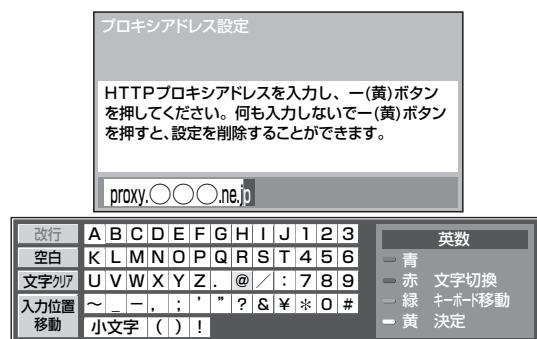 プロキシアドレス設定
HTTPプロキシアドレスを入力し、ー(黄)ボタン
を押してください。何も入力しないでー(黄)ボタン
を押すと、設定を削除することができます。
proxy.○○○.ne.jp
改行 A B C D E F G H I J 1 2 3
空白 K L M N O P Q R S T 4 5 6
文字クリア U V W X Y Z . @ / : 7 8 9
入力位置移動 ~ _ - , ; ' " ? & ¥ * 0 #
小文字 ( ) !
英数
青
赤 文字切換
緑 キーボード移動
黄 決定